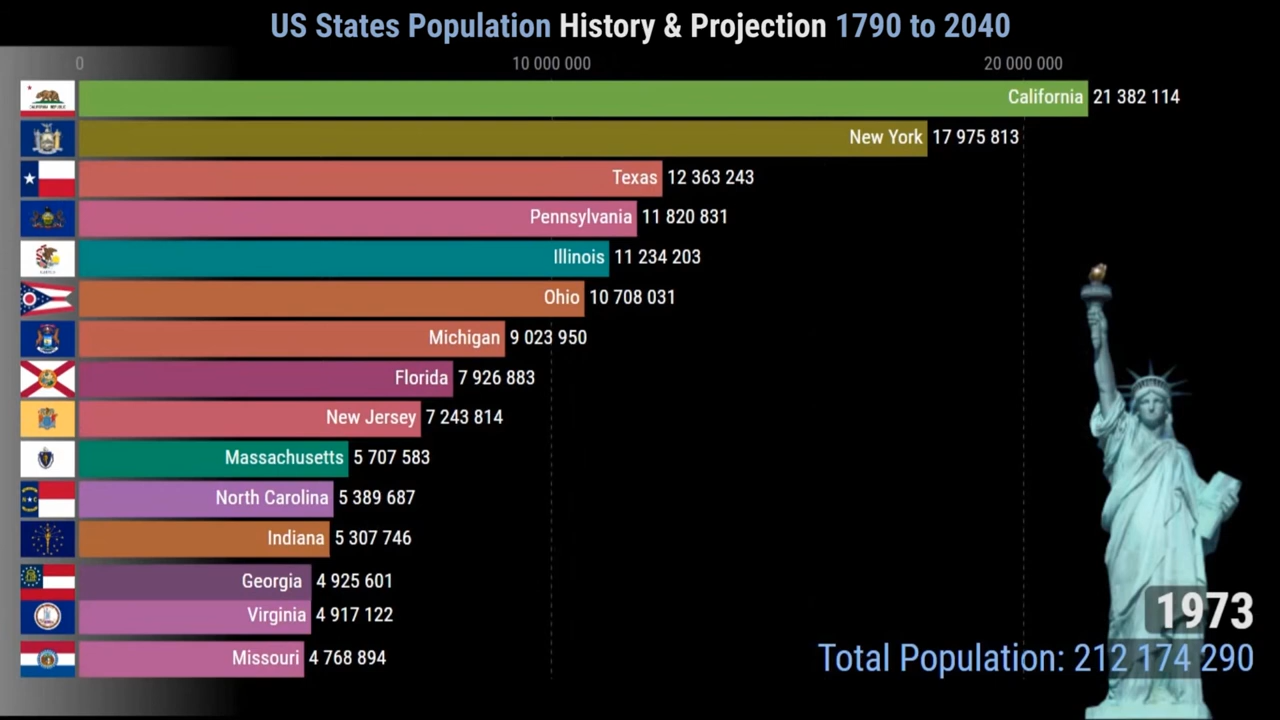 US States Population History & Projection 1790 to 2040
0 10 000 000 20 000 000
California 21 382 114
New York 17 975 813
Texas 12 363 243
Pennsylvania 11 820 831
Illinois 11 234 203
Ohio 10 708 031
Michigan 9 023 950
Florida 7 926 883
New Jersey 7 243 814
Massachusetts 5 707 583
North Carolina 5 389 687
Indiana 5 307 746
Georgia 4 925 601
Virginia 4 917 122
Missouri 4 768 894
1973
Total Population: 212 174 290